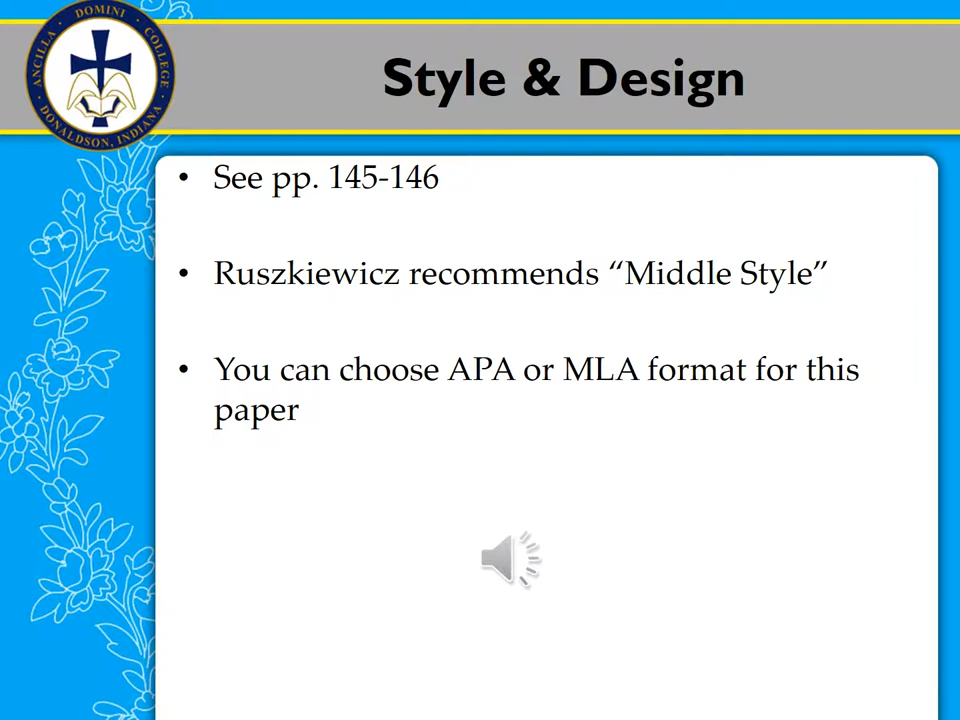 ANCILLA DOMINI COLLEGE
DONALDSON, INDIANA
Style & Design
• See pp. 145-146
• Ruszkiewicz recommends “Middle Style”
• You can choose APA or MLA format for this
paper